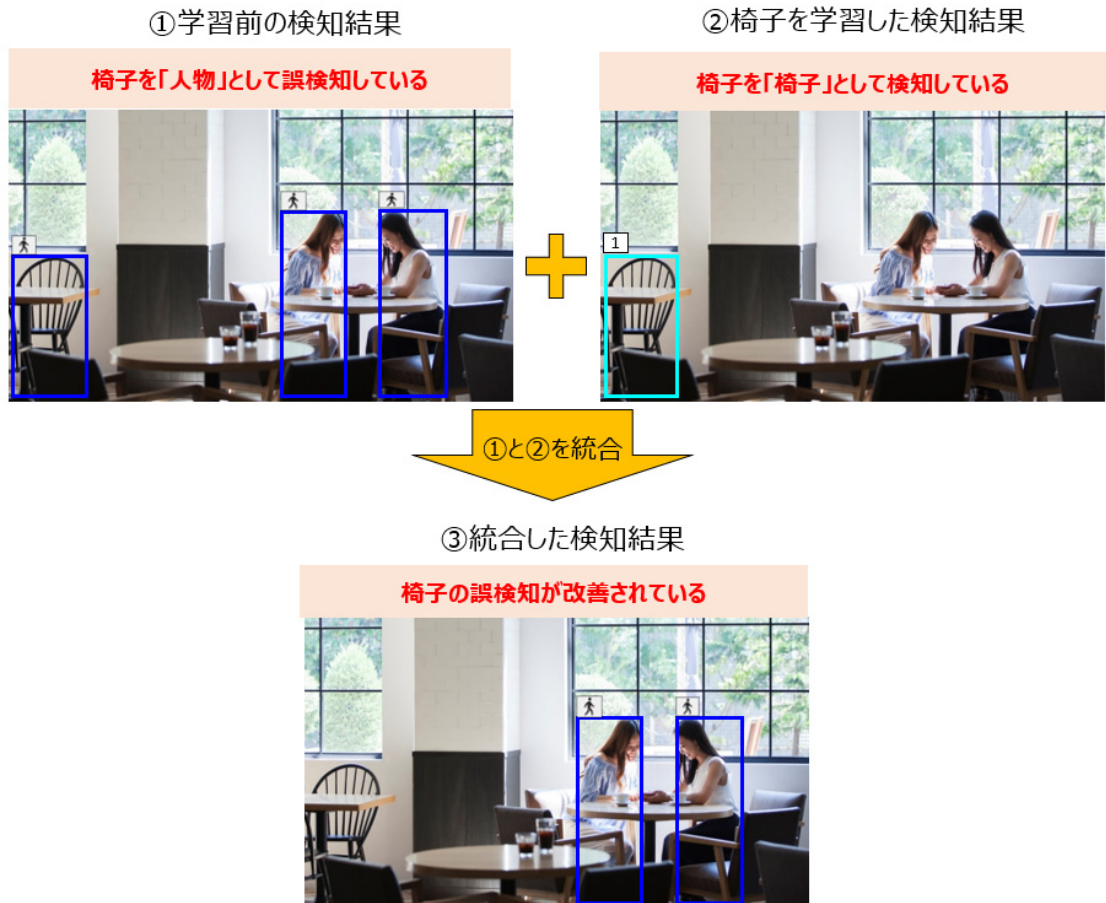 ①学習前の検知結果
椅子を「人物」として誤検知している
②椅子を学習した検知結果
椅子を「椅子」として検知している
1
①と②を統合
③統合した検知結果
椅子の誤検知が改善されている